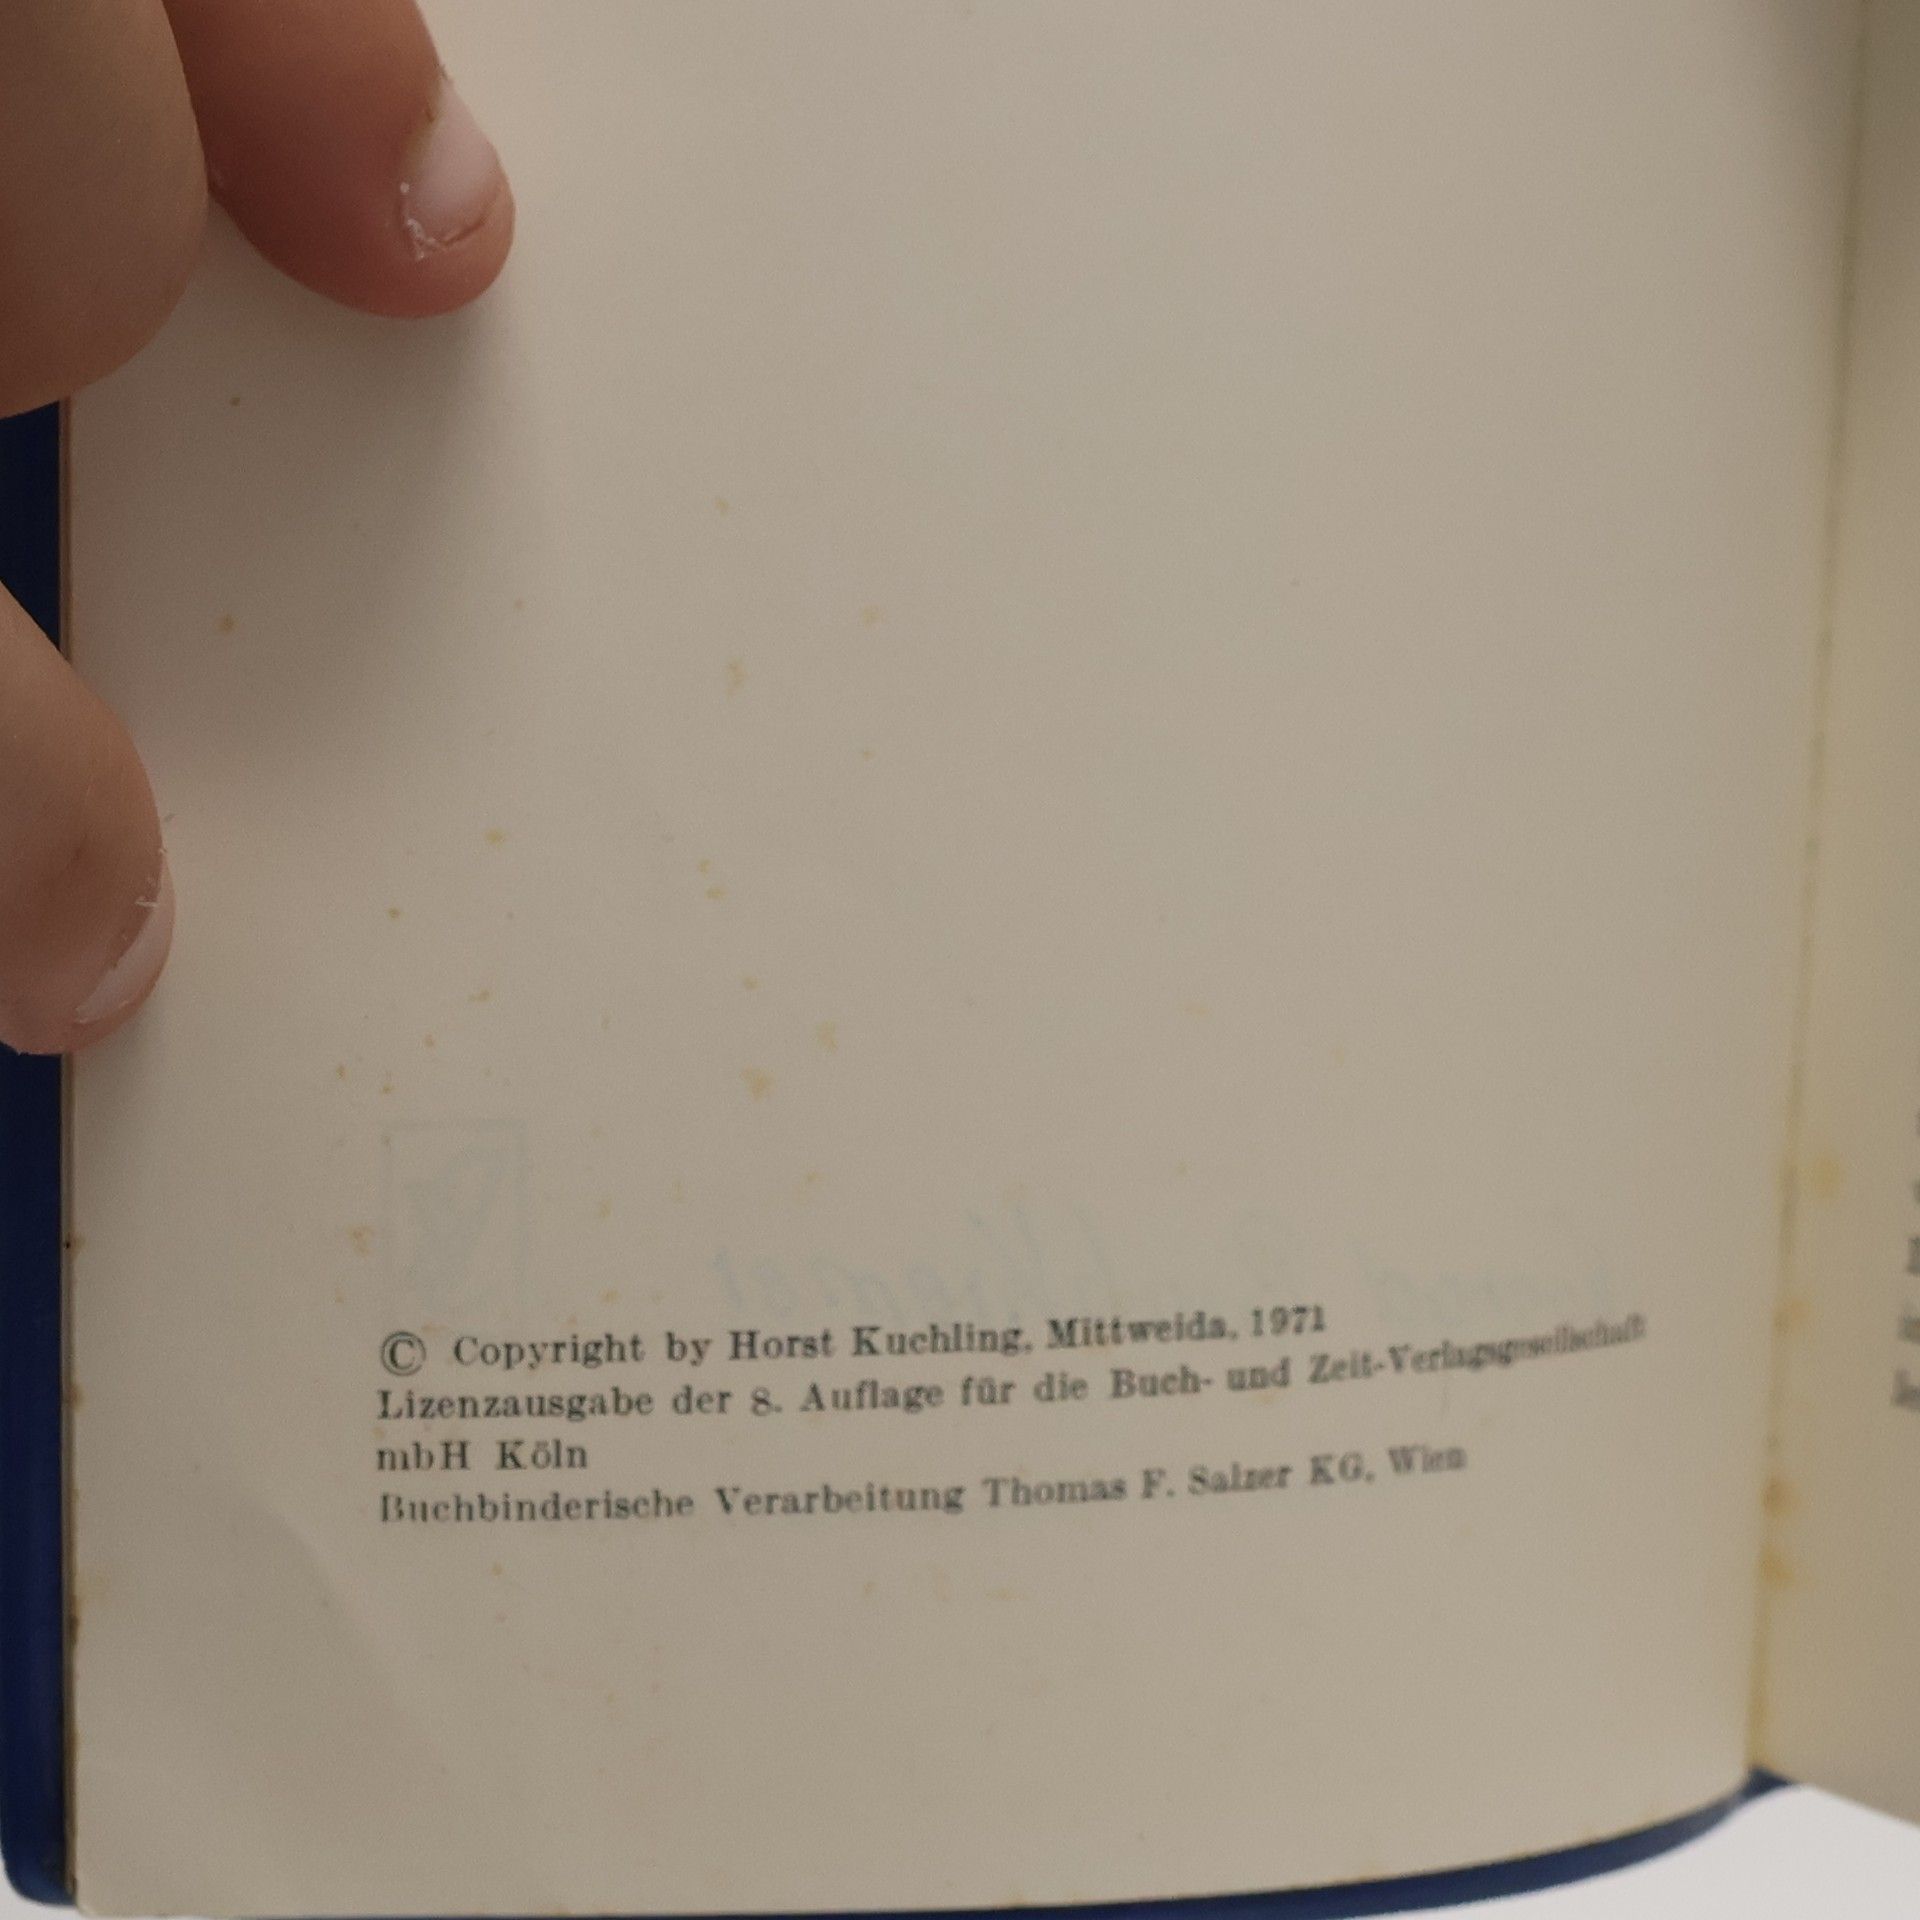 © Copyright by Horst Kuchling, Mittweida, 1971
Lizenzausgabe der 8. Auflage für die Buch- und Zeit-Verlagsgesellschaft
mbH Köln
Buchbinderische Verarbeitung Thomas F. Salzer KG, Wien